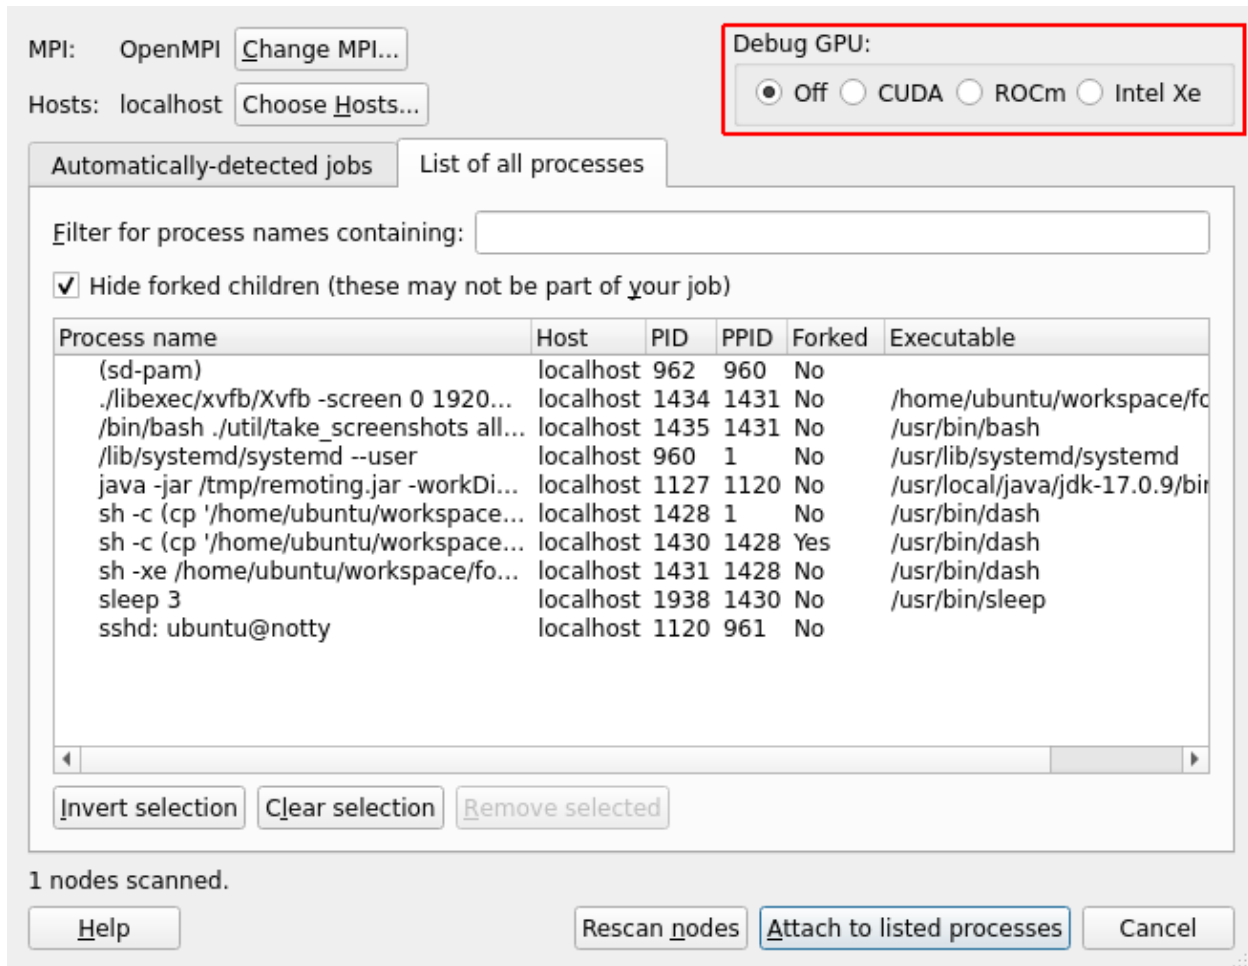 MPI: OpenMPI Change MPI...
Debug GPU:
Off CUDA ROCm Intel Xe
Hosts: localhost Choose Hosts...
Automatically-detected jobs List of all processes
Filter for process names containing:
Hide forked children (these may not be part of your job)
Process name Host PID PPID Forked Executable
(sd-pam) localhost 962 960 No
./libexec/xvfb/Xvfb -screen 0 1920... localhost 1434 1431 No /home/ubuntu/workspace/fo
/bin/bash ./util/take_screenshots all... localhost 1435 1431 No /usr/bin/bash
/lib/systemd/systemd --user localhost 960 1 No /usr/lib/systemd/systemd
java -jar /tmp/remoting.jar -workDi... localhost 1127 1120 No /usr/local/java/jdk-17.0.9/bin
sh -c (cp '/home/ubuntu/workspace... localhost 1428 1 No /usr/bin/dash
sh -c (cp '/home/ubuntu/workspace... localhost 1430 1428 Yes /usr/bin/dash
sh -xe /home/ubuntu/workspace/fo... localhost 1431 1428 No /usr/bin/dash
sleep 3 localhost 1938 1430 No /usr/bin/sleep
sshd: ubuntu@notty localhost 1120 961 No
Invert selection Clear selection Remove selected
1 nodes scanned.
Help Rescan nodes Attach to listed processes Cancel